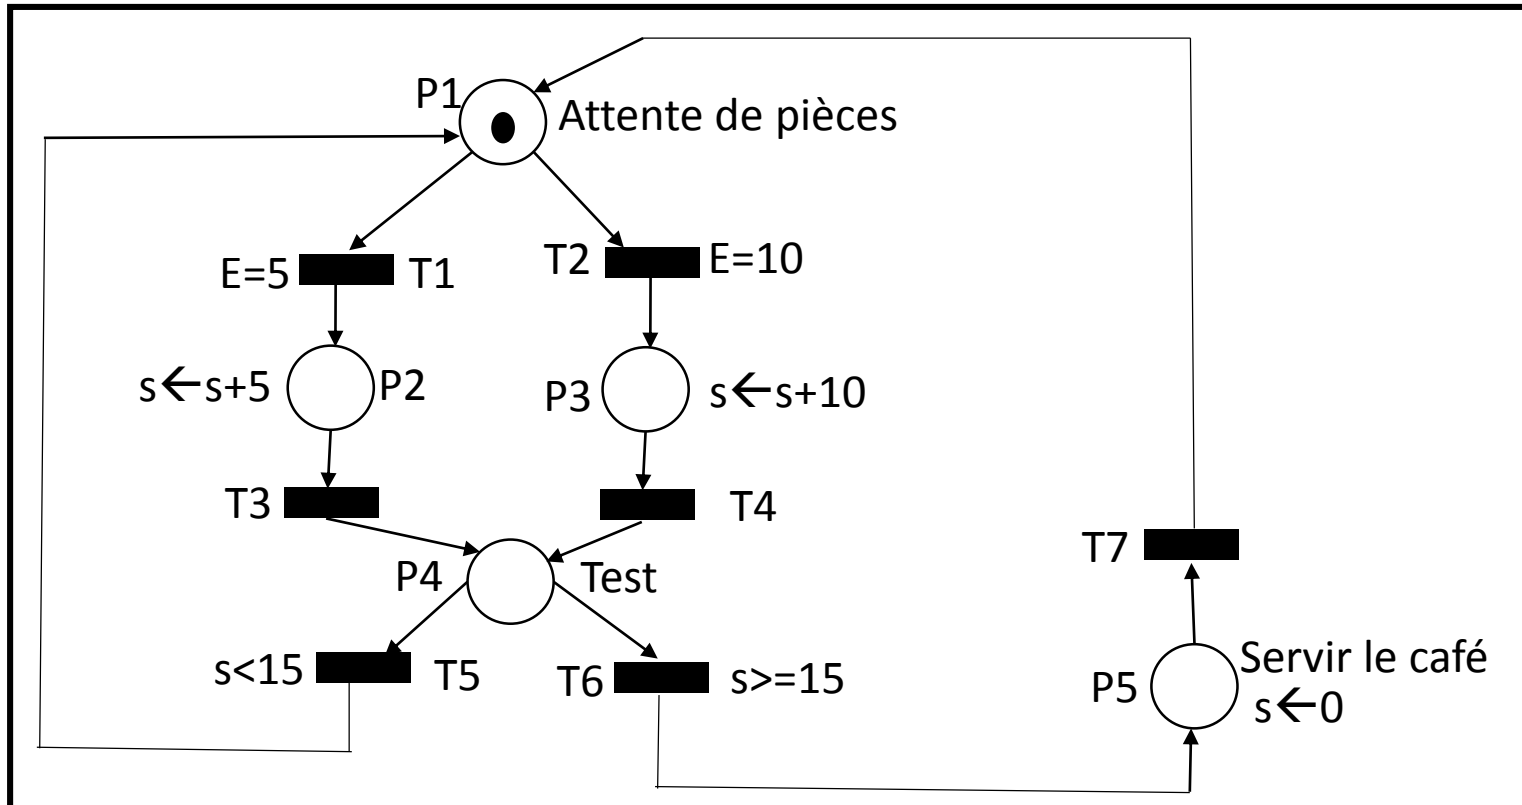 P1
Attente de pièces
E=5 T1
T2 E=10
s←s+5 P2
P3 s←s+10
T3
T4
P4 Test
s<15 T5
T6 s>=15
T7
P5 Servir le café
s←0